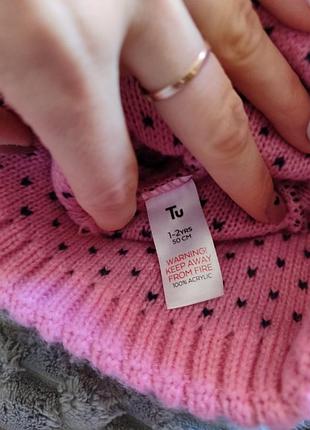 Tu
1-2YRS
50 CM
WARNING!
KEEP AWAY
FROM FIRE
100% ACRYLIC